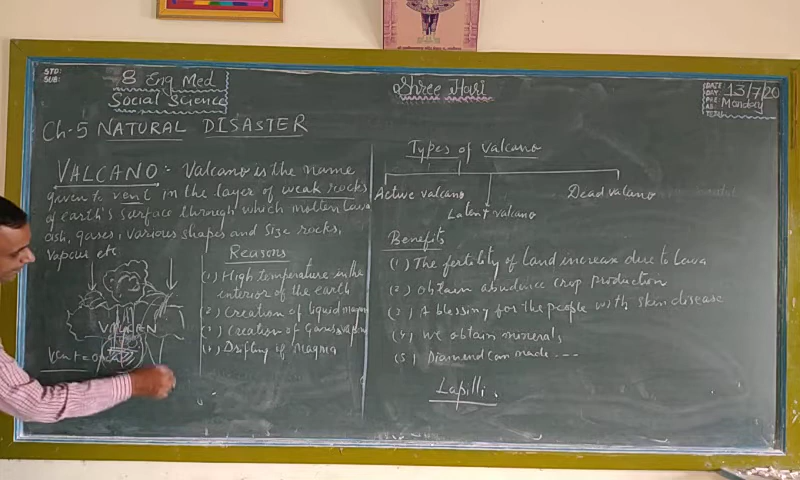 STD:
SUB:
8 Eng Med
Social Science
Shree Hari
DATE: 13/7/20
DAY: Monday
Ch-5 NATURAL DISASTER
VALCANO:- Valcano is the name
given to vent in the layer of weak rocks
of earth's surface through which molten Lava
ash, gases, various shapes and size rocks,
vapour etc
Reasons
(1) High temperature in the
interior of the earth
(2) Creation of liquid magma
(3) Creation of
(4) Drifting of Magma
Vent =
Types of valcano
Active valcano
Latent valcano
Dead valcano
Benefits
(1) The fertility of land increase due to Lava
(2) obtain abundance crop production
(3) A blessing for the people with skin disease
(4) we obtain minerals
(5) Diamond can made ---
Lapilli.